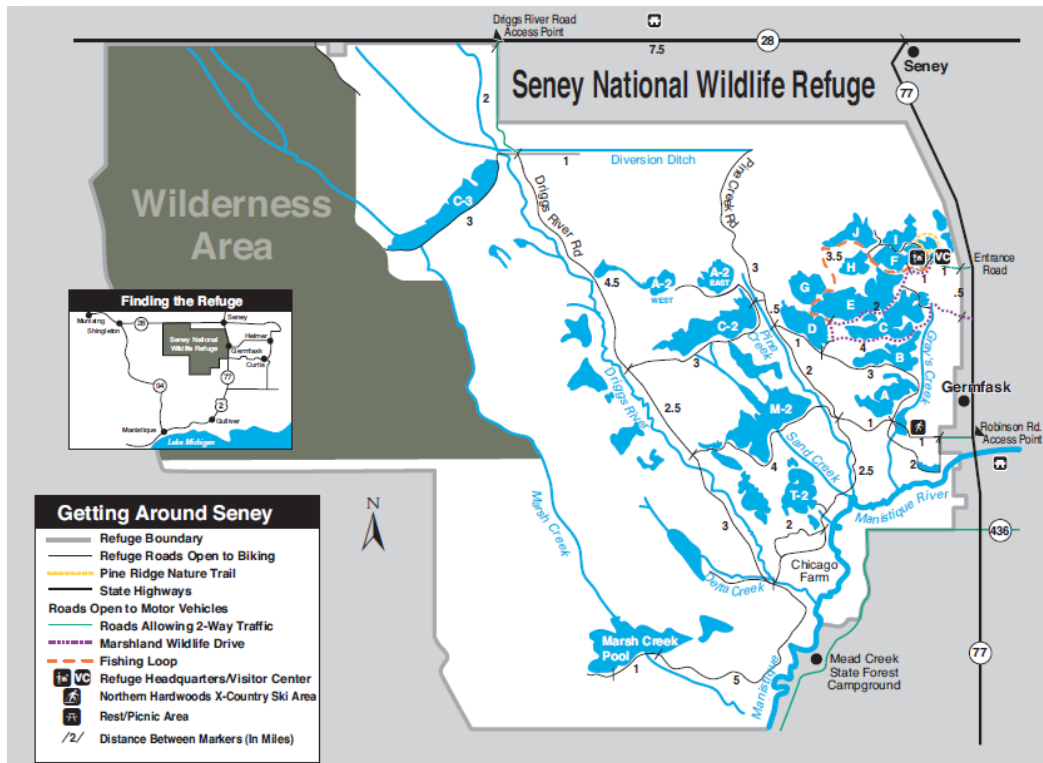 Driggs River Road
Access Point
7.5
28
Seney
Seney National Wildlife Refuge
77
2
Diversion Ditch
1
Wilderness
Area
C-3
3
Driggs River Rd
Pine Creek Rd
J
I
3.5
H
F
VC
1
1
Entrance
Road
.5
4.5
A-2
WEST
A-2
EAST
3
G
E
2
C-2
.5
D
C
Pine
Creek
1
4
B
Gray's Creek
3
2
3
A
Germfask
Driggs River
2.5
M-2
1
1
Robinson Rd.
Access Point
Sand Creek
4
2
2.5
T-2
Manistique River
3
2
436
Marsh Creek
Chicago
Farm
Delta Creek
Marsh Creek
Pool
1
5
Manistique
Mead Creek
State Forest
Campground
77
N
Finding the Refuge
Munising
Shingleton
28
Seney
Seney National
Wildlife Refuge
Helmer
Germfask
Curtis
77
94
2
Gulliver
Manistique
Lake Michigan
Getting Around Seney
Refuge Boundary
Refuge Roads Open to Biking
Pine Ridge Nature Trail
State Highways
Roads Open to Motor Vehicles
Roads Allowing 2-Way Traffic
Marshland Wildlife Drive
Fishing Loop
VC Refuge Headquarters/Visitor Center
Northern Hardwoods X-Country Ski Area
Rest/Picnic Area
/2/ Distance Between Markers (In Miles)